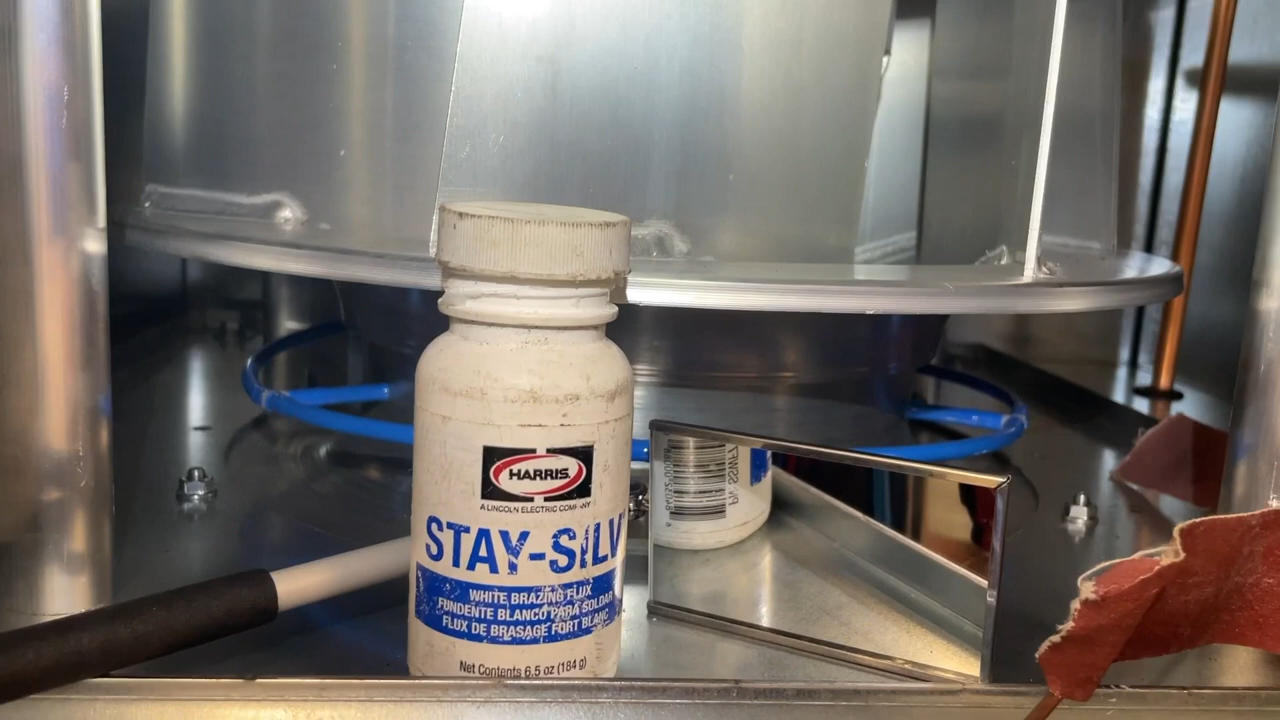 HARRIS.
A LINCOLN ELECTRIC COMPANY
STAY-SILV
WHITE BRAZING FLUX
FUNDENTE BLANCO PARA SOLDAR
FLUX DE BRASAGE FORT BLANC
Net Contents 6.5 oz (184 g)